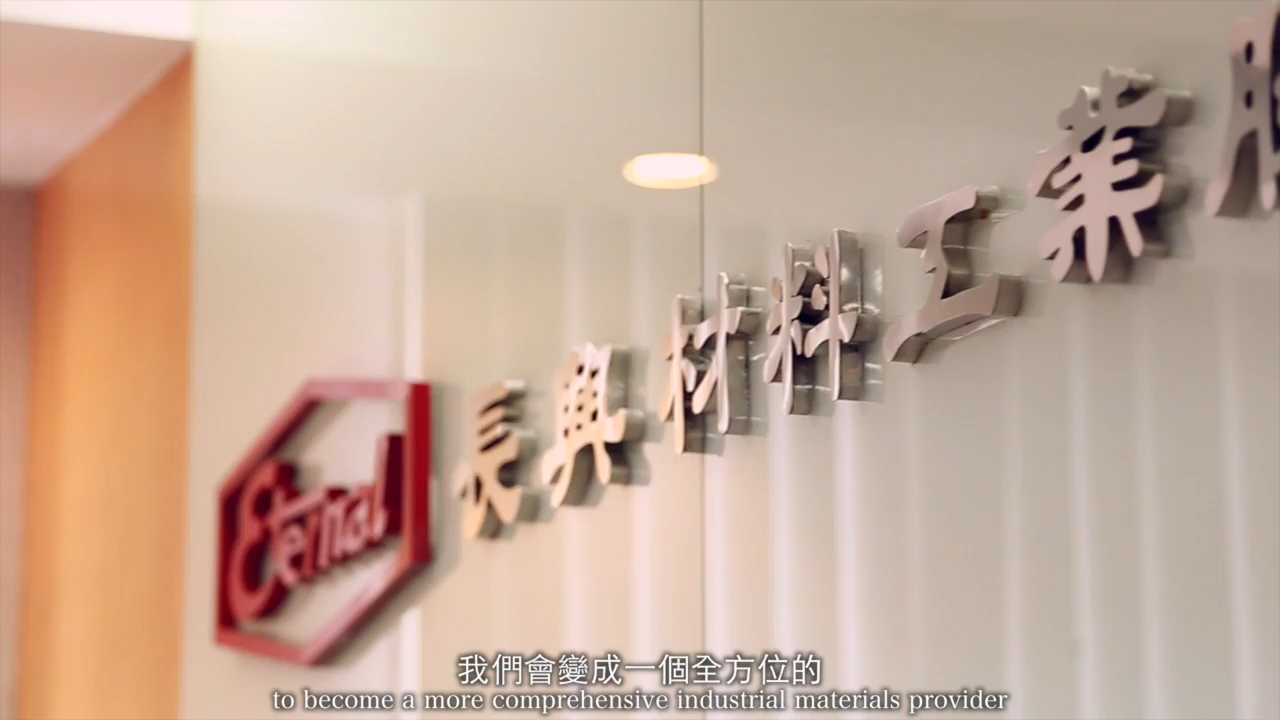 Eternal
長興材料工業
我們會變成一個全方位的
to become a more comprehensive industrial materials provider